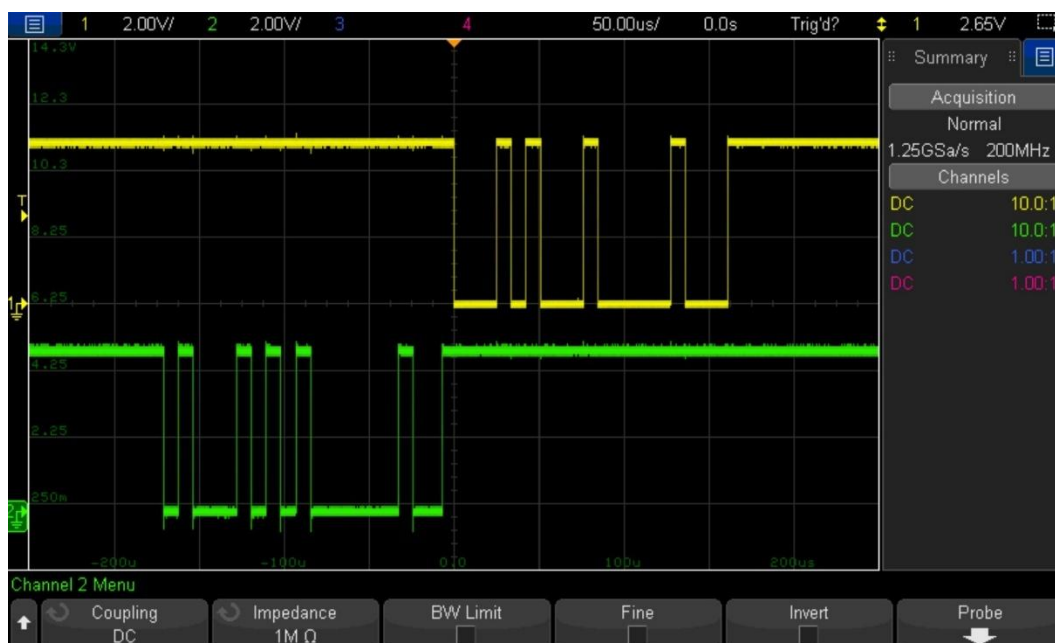 1 2.00V/ 2 2.00V/ 3 4 50.00us/ 0.0s Trig'd? 1 2.65V
14.3V
Summary
12.3
Acquisition
Normal
1.25GSa/s 200MHz
10.3
Channels
DC 10.0:1
T
8.25
DC 10.0:1
DC 1.00:1
DC 1.00:1
1 6.25
4.25
2.25
250m
2
-200u -100u 0.0 100u 200us
Channel 2 Menu
Coupling Impedance BW Limit Fine Invert Probe
DC 1M Ω